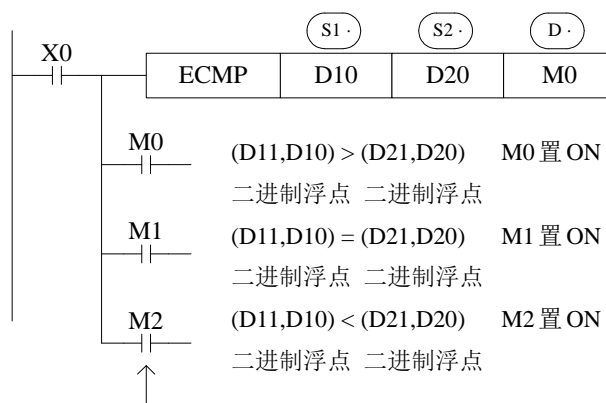 S1· S2· D·
X0
ECMP D10 D20 M0
M0 (D11,D10) > (D21,D20) M0 置 ON
二进制浮点 二进制浮点
M1 (D11,D10) = (D21,D20) M1 置 ON
二进制浮点 二进制浮点
M2 (D11,D10) < (D21,D20) M2 置 ON
二进制浮点 二进制浮点